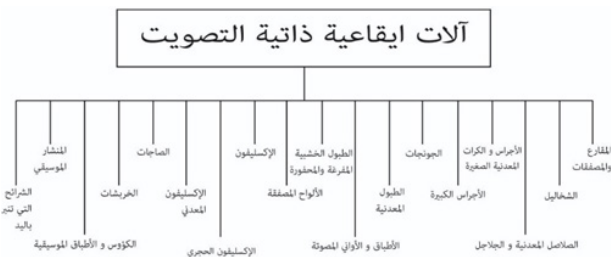 آلات ايقاعية ذاتية التصويت
المقارع
والمصفقات
الشخاليل
الصلاصل المعدنية و الجلاجل
الأجراس و الكرات
المعدنية الصغيرة
الأجراس الكبيرة
الجونجات
الطبول
المعدنية
الأطباق و الأواني المصوتة
الطبول الخشبية
المفرغة والمحفورة
الألواح المصفقة
الإكسليفون
الإكسليفون الحجري
الإكسليفون
المعدني
الصاجات
الخربشات
الكؤوس و الأطباق الموسيقية
المنشار
الموسيقي
الشرائح
التي تنبر
باليد